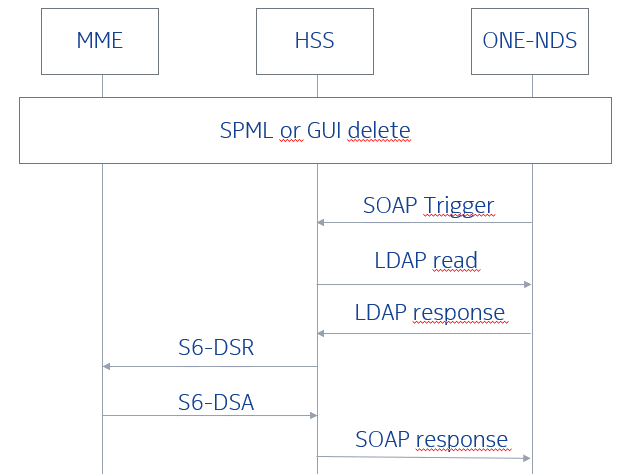 MME
HSS
ONE-NDS
SPML or GUI delete
SOAP Trigger
LDAP read
LDAP response
S6-DSR
S6-DSA
SOAP response